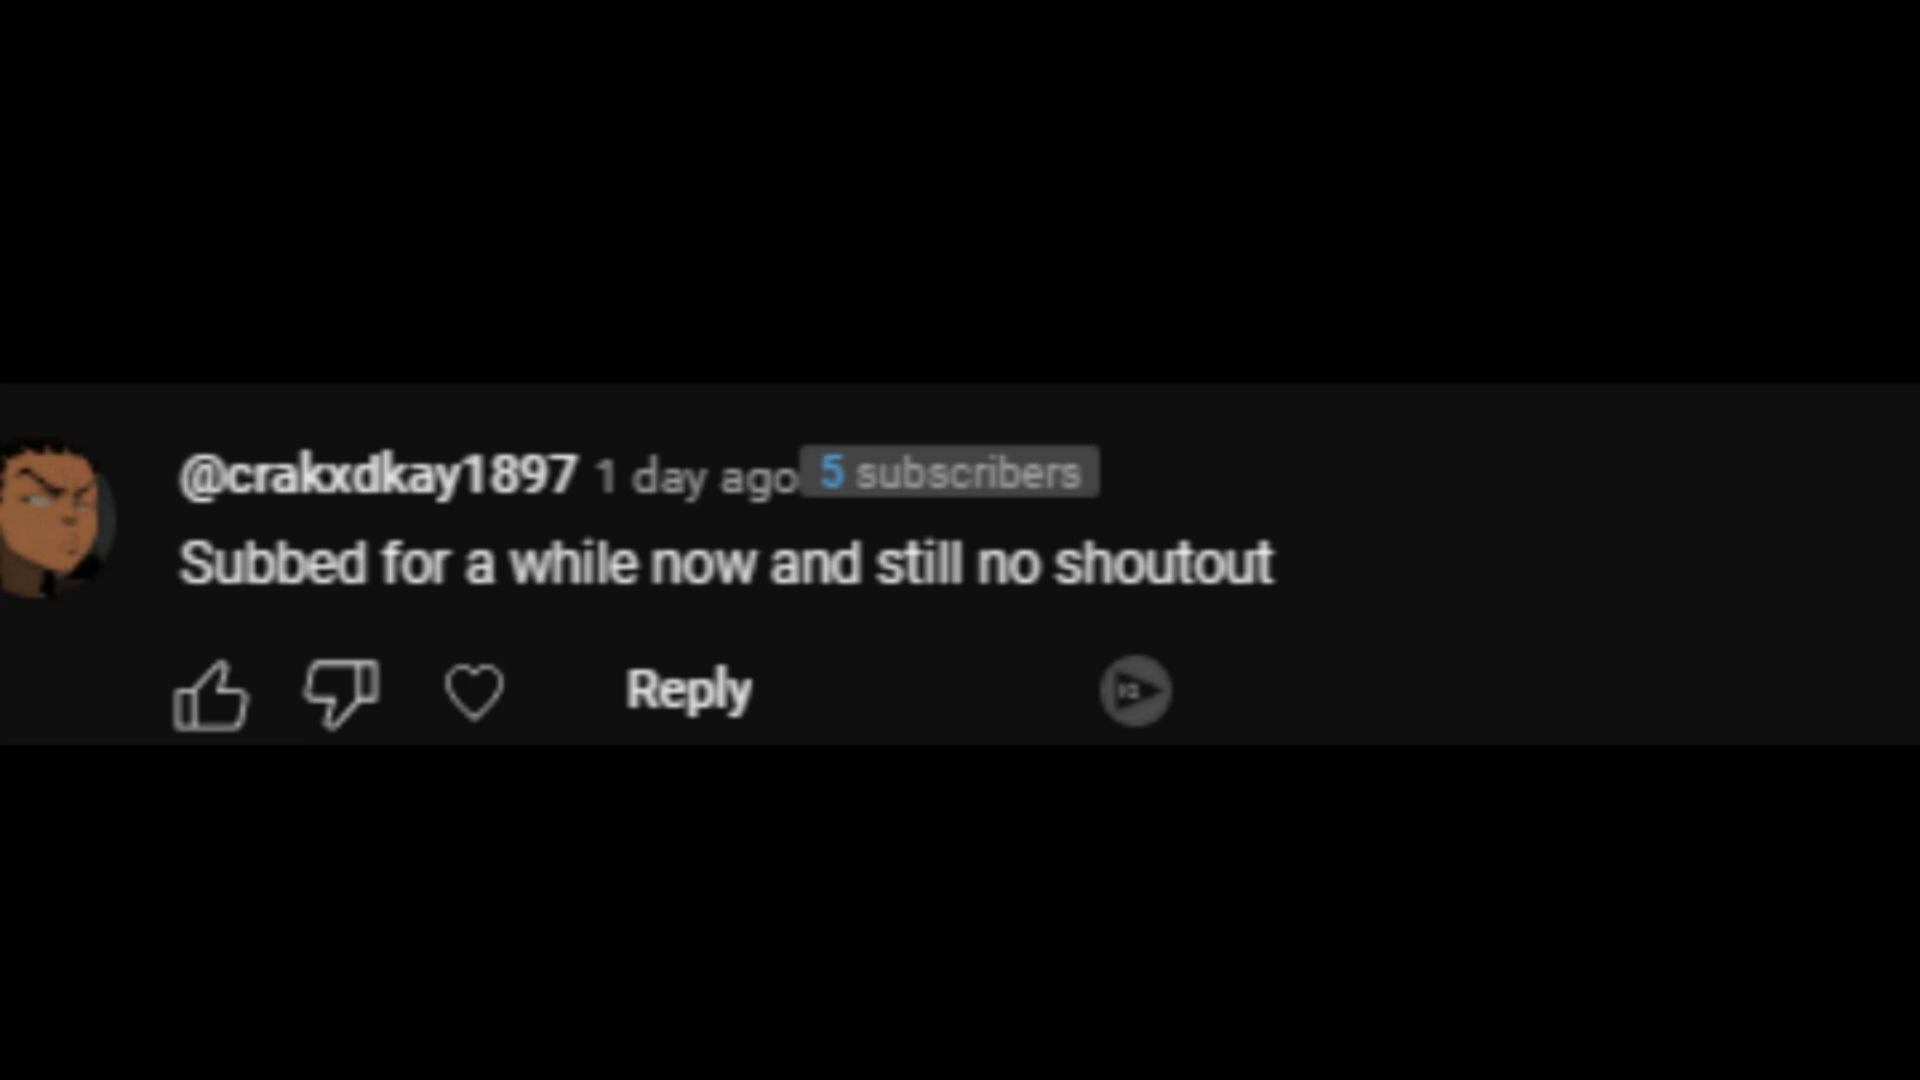 @crakxdkay1897 1 day ago 5 subscribers
Subbed for a while now and still no shoutout
Reply